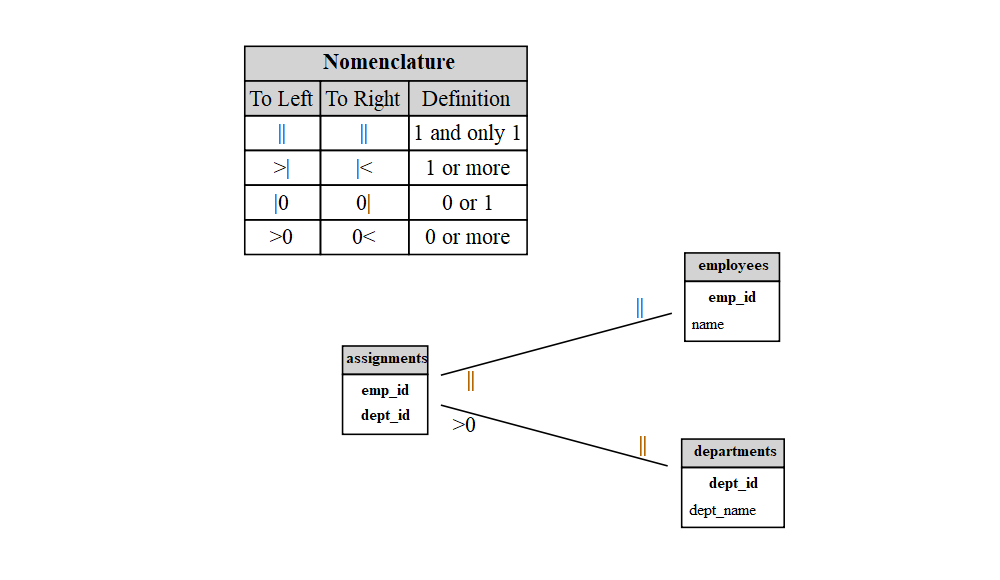 Nomenclature
To Left To Right Definition
|| || 1 and only 1
>| |< 1 or more
|0 0| 0 or 1
>0 0< 0 or more
employees
emp_id
name
||
assignments
emp_id
dept_id
||
>0
||
departments
dept_id
dept_name